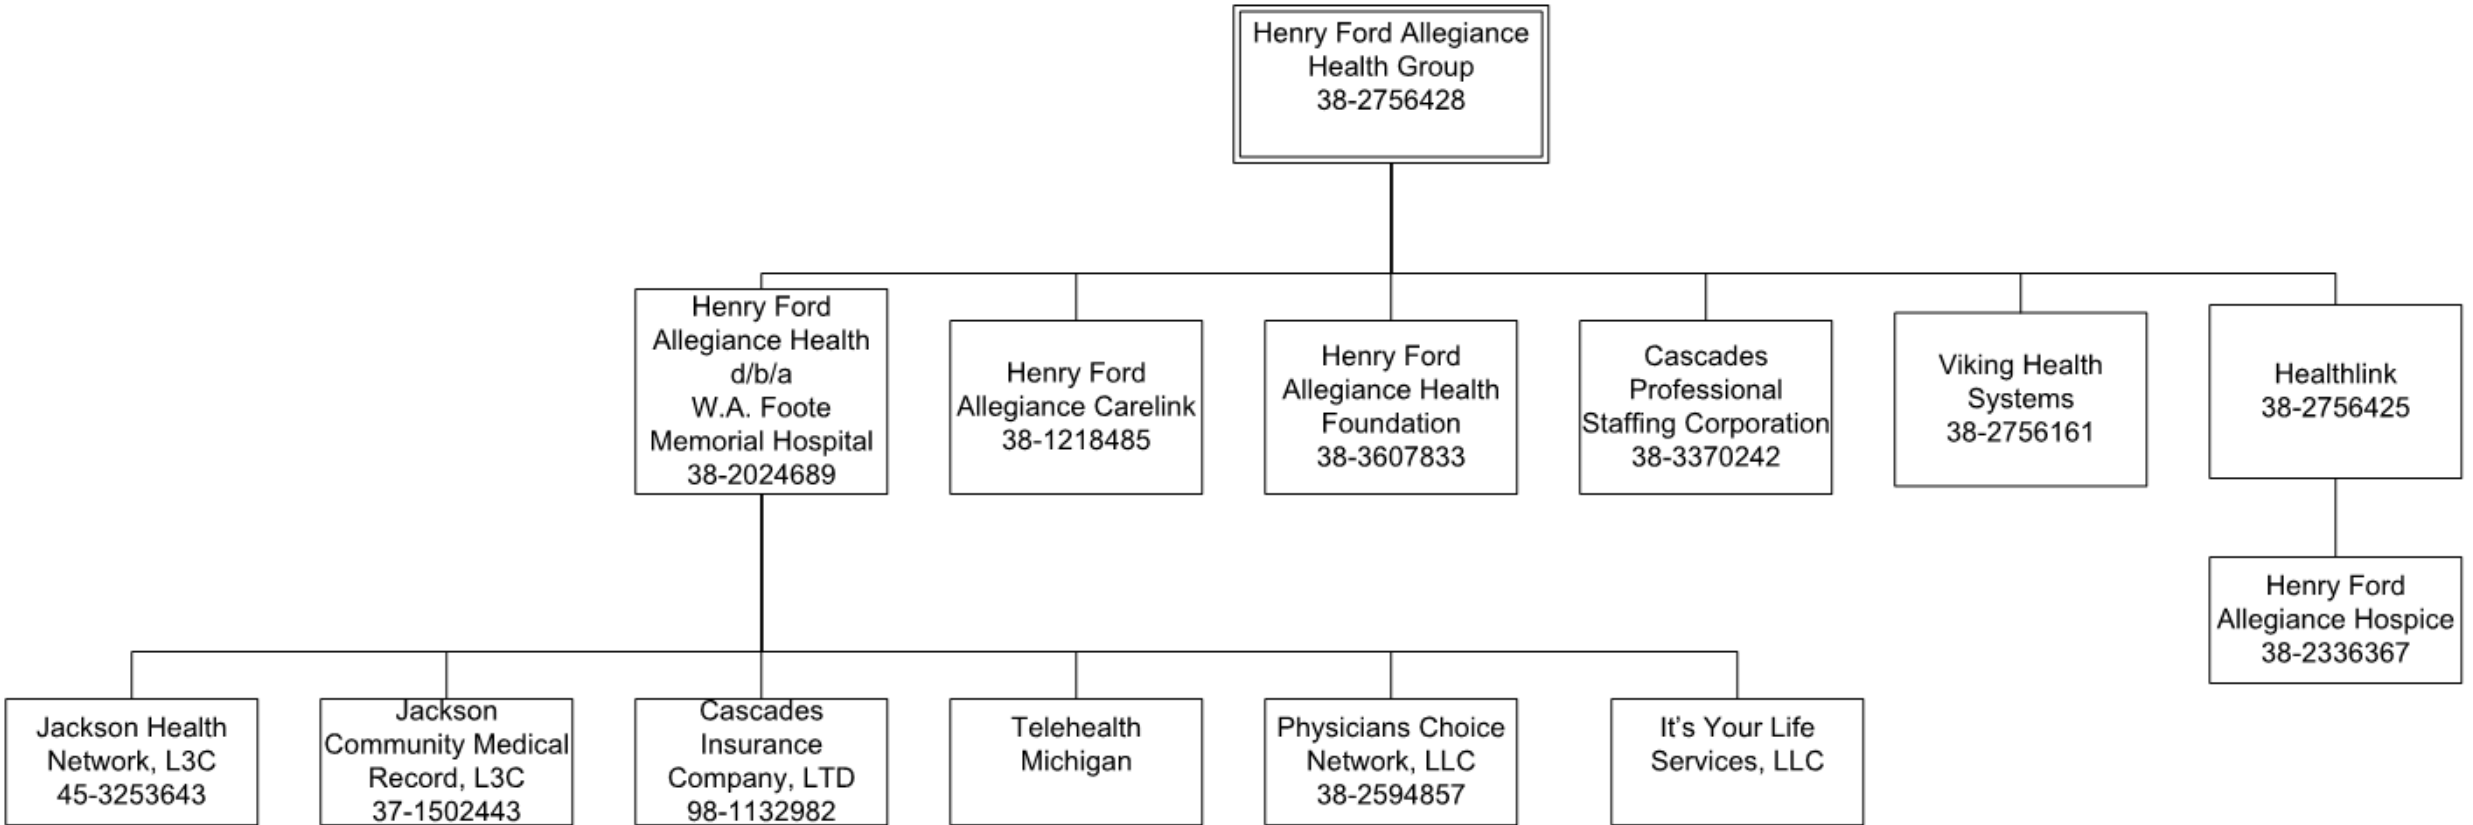 Henry Ford Allegiance
Health Group
38-2756428
Henry Ford
Allegiance Health
d/b/a
W.A. Foote
Memorial Hospital
38-2024689
Henry Ford
Allegiance Carelink
38-1218485
Henry Ford
Allegiance Health
Foundation
38-3607833
Cascades
Professional
Staffing Corporation
38-3370242
Viking Health
Systems
38-2756161
Healthlink
38-2756425
Henry Ford
Allegiance Hospice
38-2336367
Jackson Health
Network, L3C
45-3253643
Jackson
Community Medical
Record, L3C
37-1502443
Cascades
Insurance
Company, LTD
98-1132982
Telehealth
Michigan
Physicians Choice
Network, LLC
38-2594857
It’s Your Life
Services, LLC